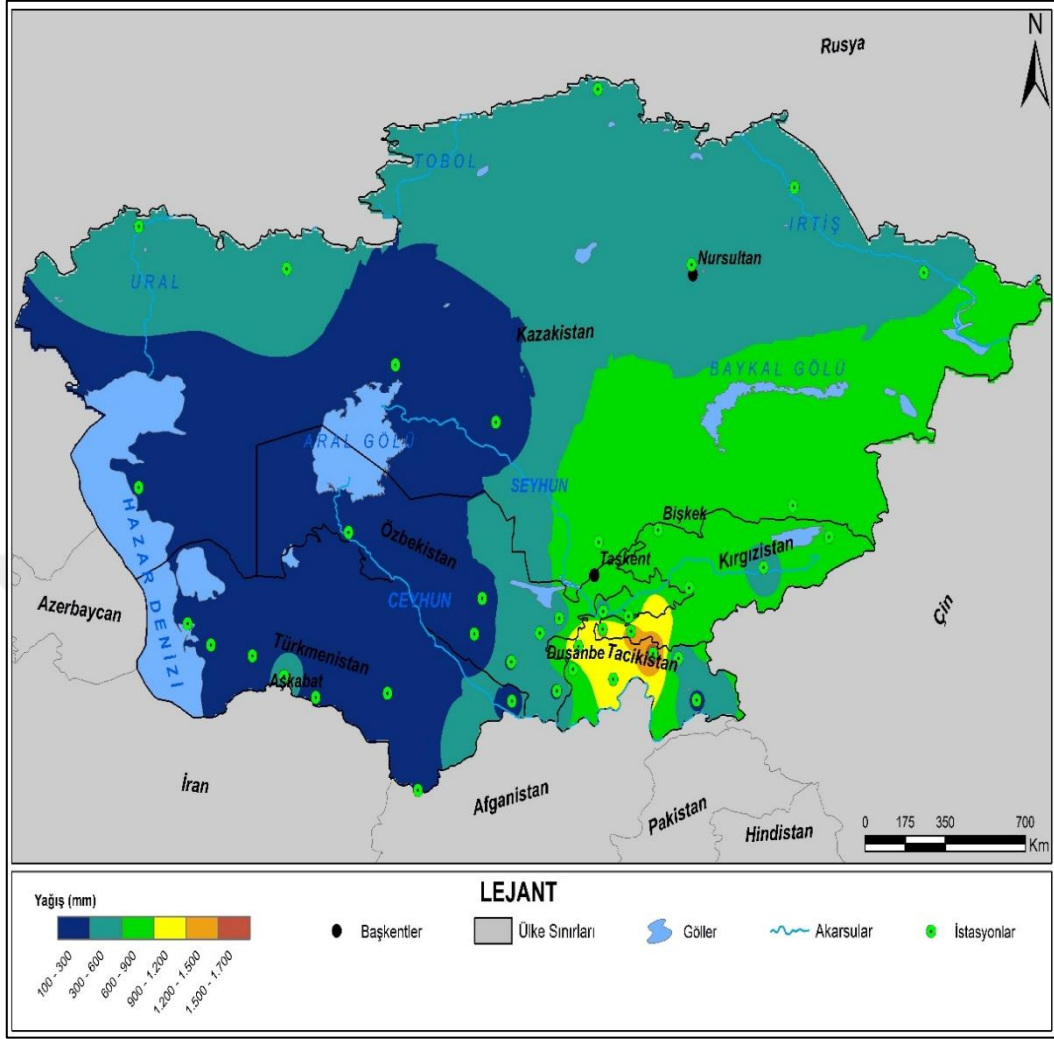 N
Rusya
TOBOL
IRTİŞ
Nursultan
URAL
Kazakistan
BAYKAL GÖLÜ
ARAL GÖLÜ
SEYHUN
HAZAR DENİZİ
Bişkek
Özbekistan
Taşkent
Kırgızistan
CEYHUN
Azerbaycan
Çin
Türkmenistan
Duşanbe
Tacikistan
Aşkabat
İran
Afganistan
Pakistan
Hindistan
0 175 350 700
Km
LEJANT
Yağış (mm)
100 - 300
300 - 600
600 - 900
900 - 1.200
1.200 - 1.500
1.500 - 1.700
Başkentler
Ülke Sınırları
Göller
Akarsular
İstasyonlar